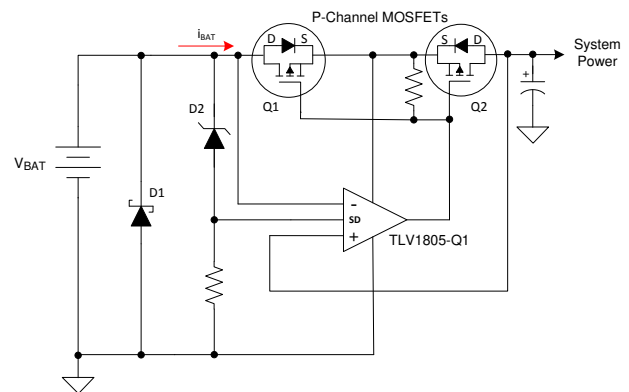 P-Channel MOSFETs
iBAT
D S
S D
System
Power
+
Q1
Q2
D2
VBAT
D1
-
SD
+
TLV1805-Q1